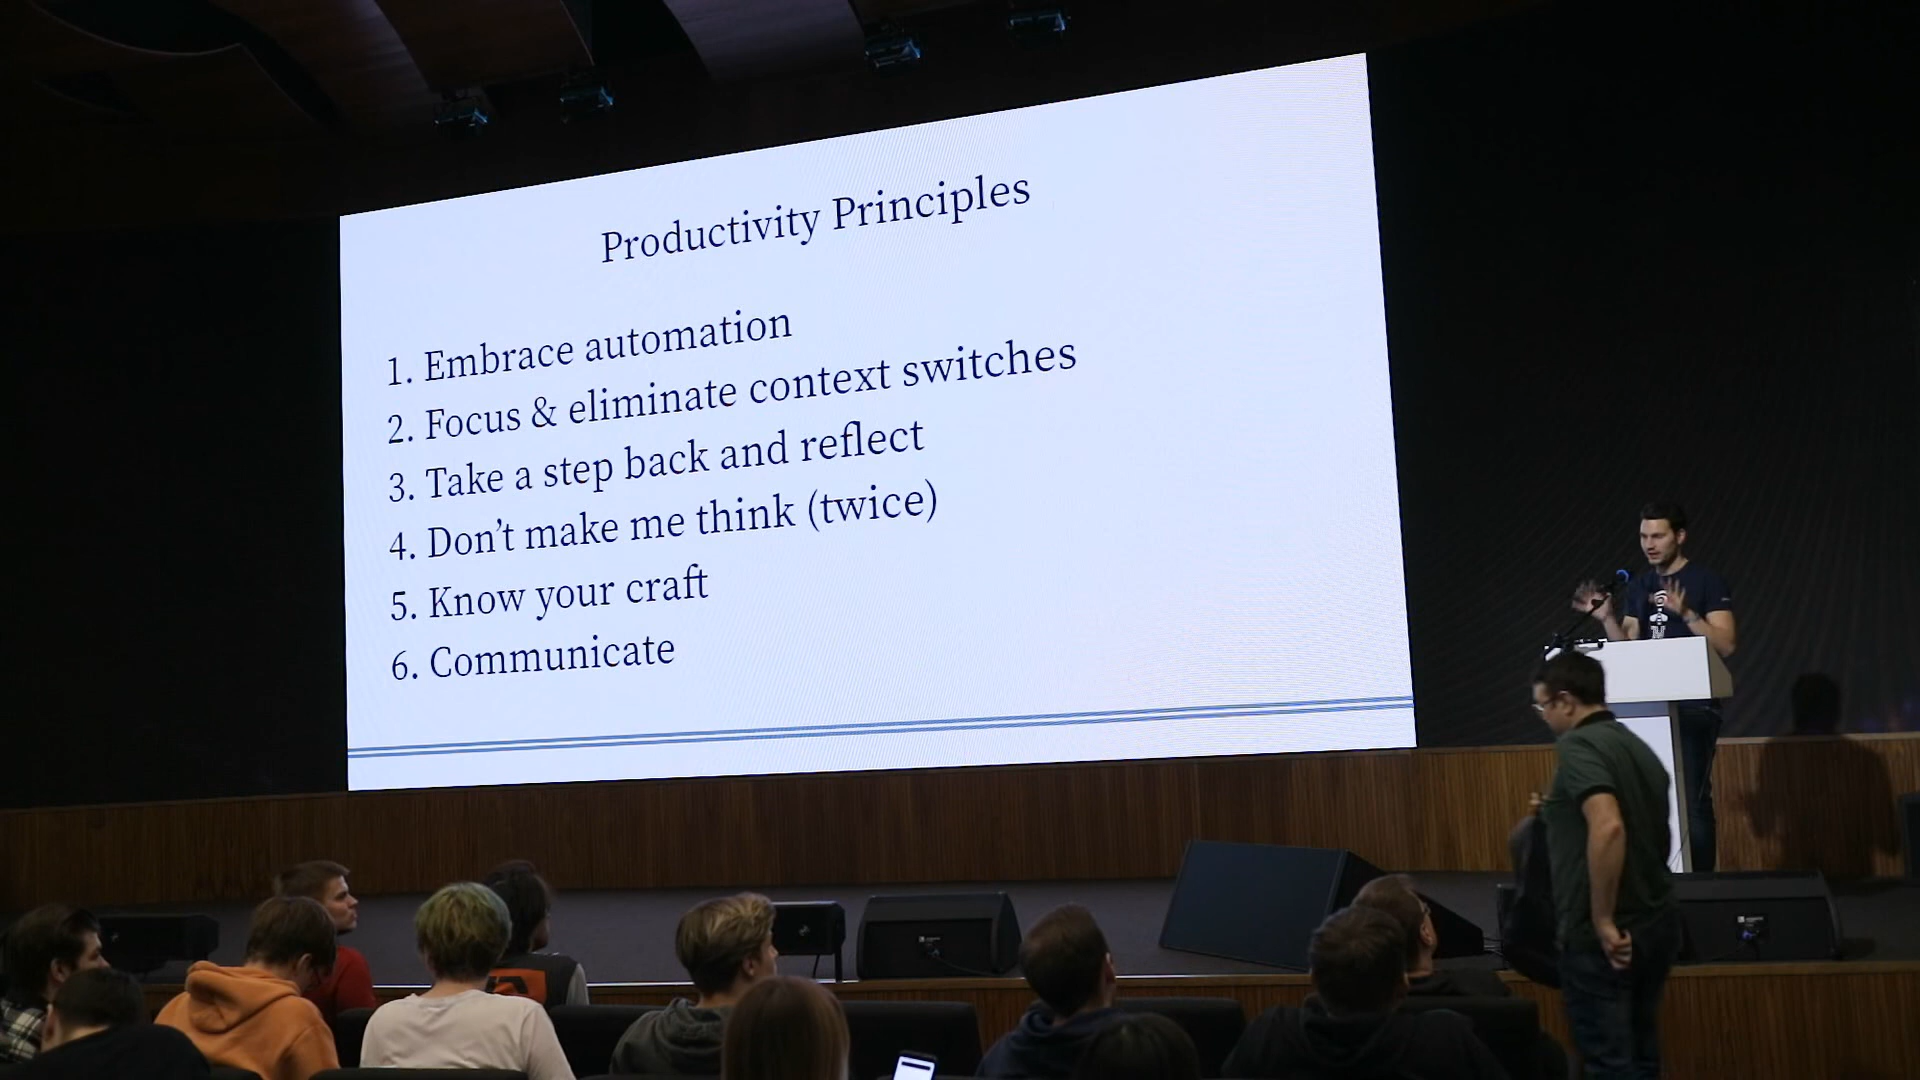 Productivity Principles
1. Embrace automation
2. Focus & eliminate context switches
3. Take a step back and reflect
4. Don’t make me think (twice)
5. Know your craft
6. Communicate